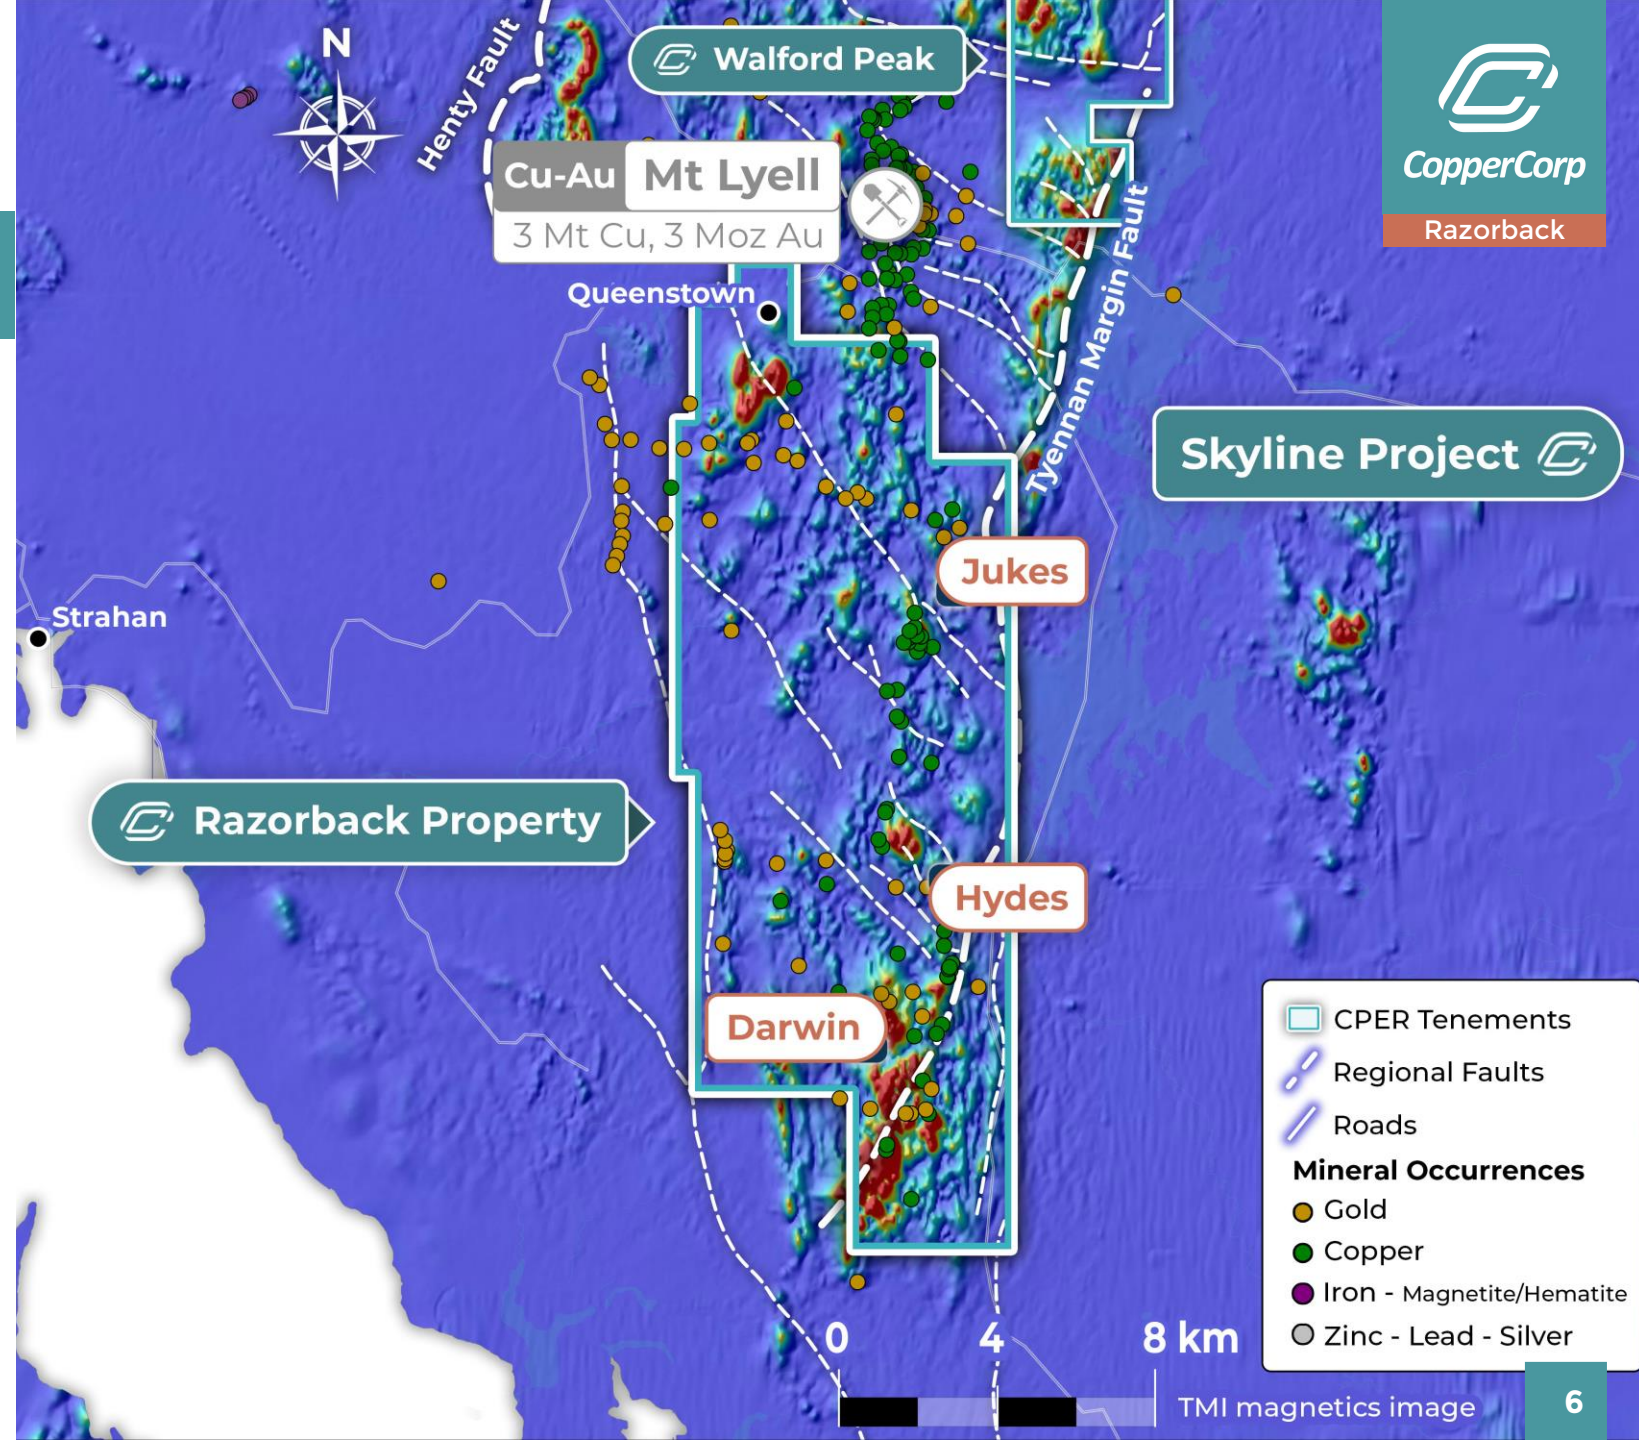 N
Henty Fault
Walford Peak
CopperCorp
Razorback
Cu-Au Mt Lyell
3 Mt Cu, 3 Moz Au
Queenstown
Tyennan Margin Fault
Skyline Project
Jukes
Strahan
Razorback Property
Hydes
Darwin
CPER Tenements
Regional Faults
Roads
Mineral Occurrences
Gold
Copper
Iron - Magnetite/Hematite
Zinc - Lead - Silver
0 4 8 km
TMI magnetics image
6